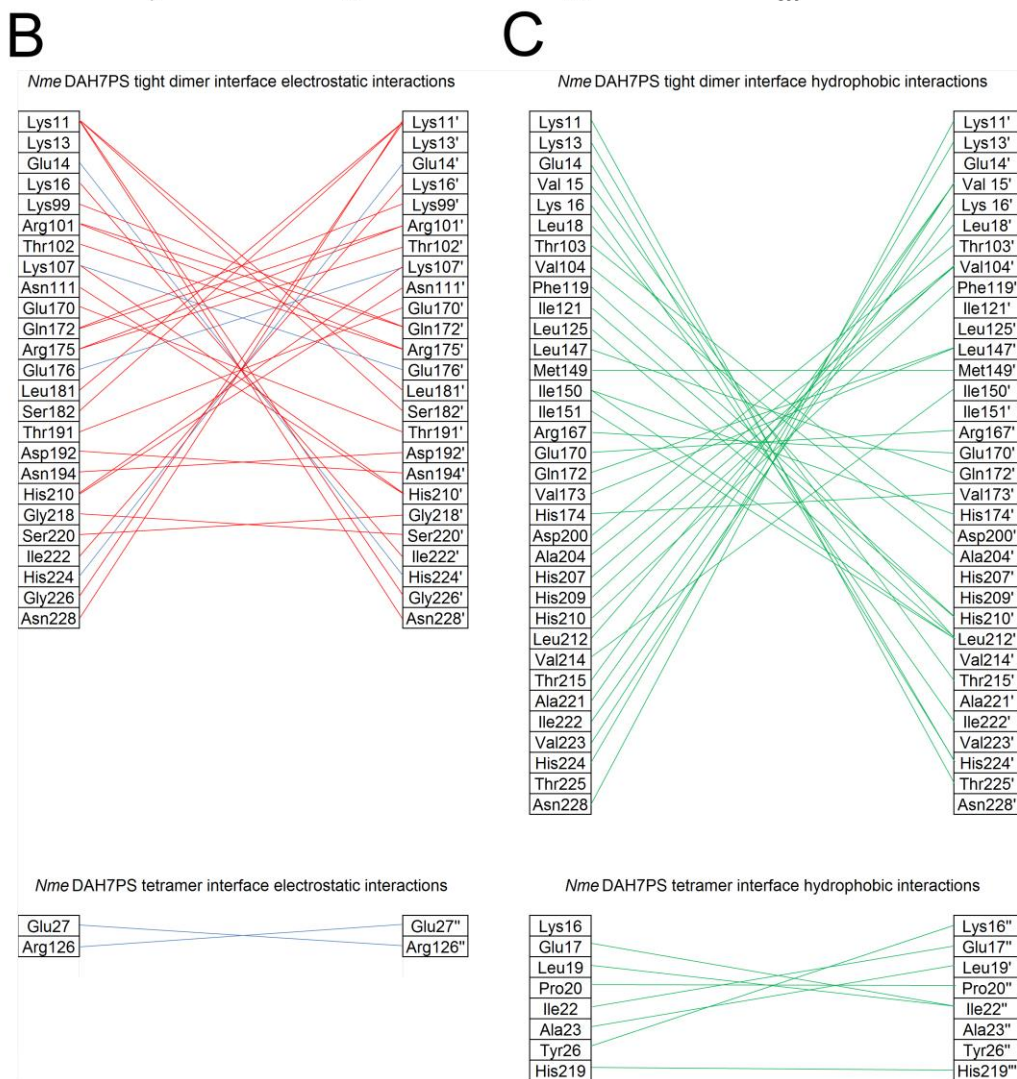 B
Nme DAH7PS tight dimer interface electrostatic interactions
Lys11 Lys11'
Lys13 Lys13'
Glu14 Glu14'
Lys16 Lys16'
Lys99 Lys99'
Arg101 Arg101'
Thr102 Thr102'
Lys107 Lys107'
Asn111 Asn111'
Glu170 Glu170'
Gln172 Gln172'
Arg175 Arg175'
Glu176 Glu176'
Leu181 Leu181'
Ser182 Ser182'
Thr191 Thr191'
Asp192 Asp192'
Asn194 Asn194'
His210 His210'
Gly218 Gly218'
Ser220 Ser220'
Ile222 Ile222'
His224 His224'
Gly226 Gly226'
Asn228 Asn228'
Nme DAH7PS tetramer interface electrostatic interactions
Glu27 Glu27"
Arg126 Arg126"
C
Nme DAH7PS tight dimer interface hydrophobic interactions
Lys11 Lys11'
Lys13 Lys13'
Glu14 Glu14'
Val 15 Val 15'
Lys 16 Lys 16'
Leu18 Leu18'
Thr103 Thr103'
Val104 Val104'
Phe119 Phe119'
Ile121 Ile121'
Leu125 Leu125'
Leu147 Leu147'
Met149 Met149'
Ile150 Ile150'
Ile151 Ile151'
Arg167 Arg167'
Glu170 Glu170'
Gln172 Gln172'
Val173 Val173'
His174 His174'
Asp200 Asp200'
Ala204 Ala204'
His207 His207'
His209 His209'
His210 His210'
Leu212 Leu212'
Val214 Val214'
Thr215 Thr215'
Ala221 Ala221'
Ile222 Ile222'
Val223 Val223'
His224 His224'
Thr225 Thr225'
Asn228 Asn228'
Nme DAH7PS tetramer interface hydrophobic interactions
Lys16 Lys16"
Glu17 Glu17"
Leu19 Leu19'
Pro20 Pro20"
Ile22 Ile22"
Ala23 Ala23"
Tyr26 Tyr26"
His219 His219"'